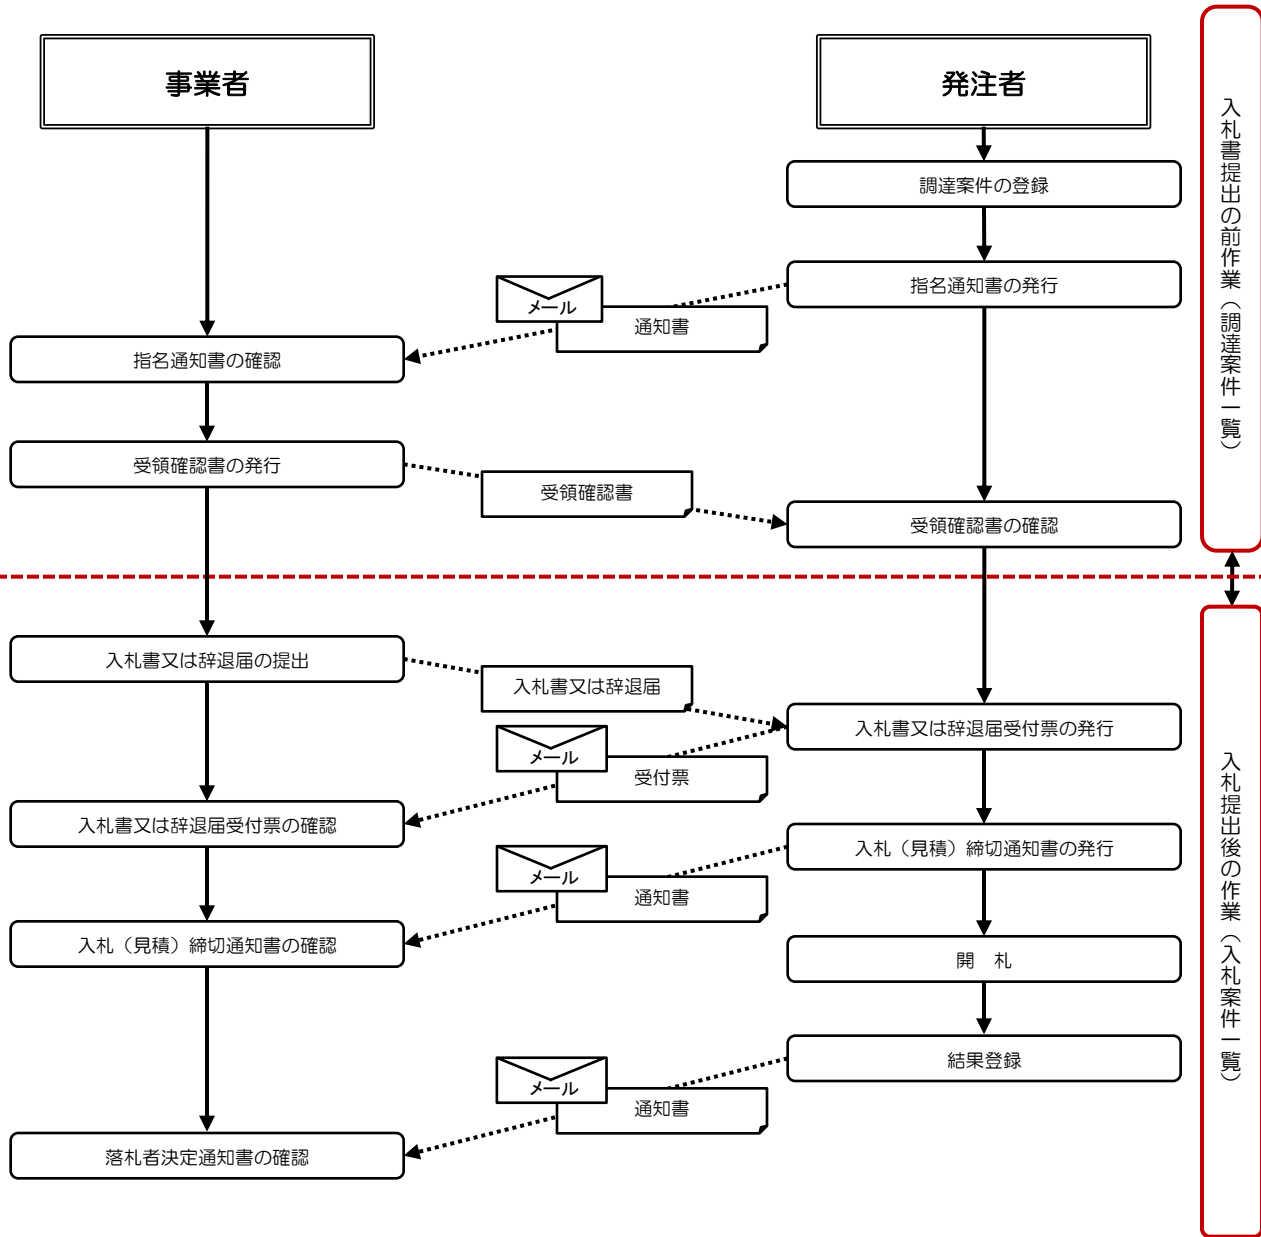 事業者
発注者
調達案件の登録
指名通知書の発行
メール
通知書
指名通知書の確認
受領確認書の発行
受領確認書
受領確認書の確認
入札書提出の前作業（調達案件一覧）
入札書又は辞退届の提出
入札書又は辞退届
入札書又は辞退届受付票の発行
メール
受付票
入札書又は辞退届受付票の確認
入札（見積）締切通知書の発行
メール
通知書
入札（見積）締切通知書の確認
開　札
結果登録
メール
通知書
落札者決定通知書の確認
入札提出後の作業（入札案件一覧）